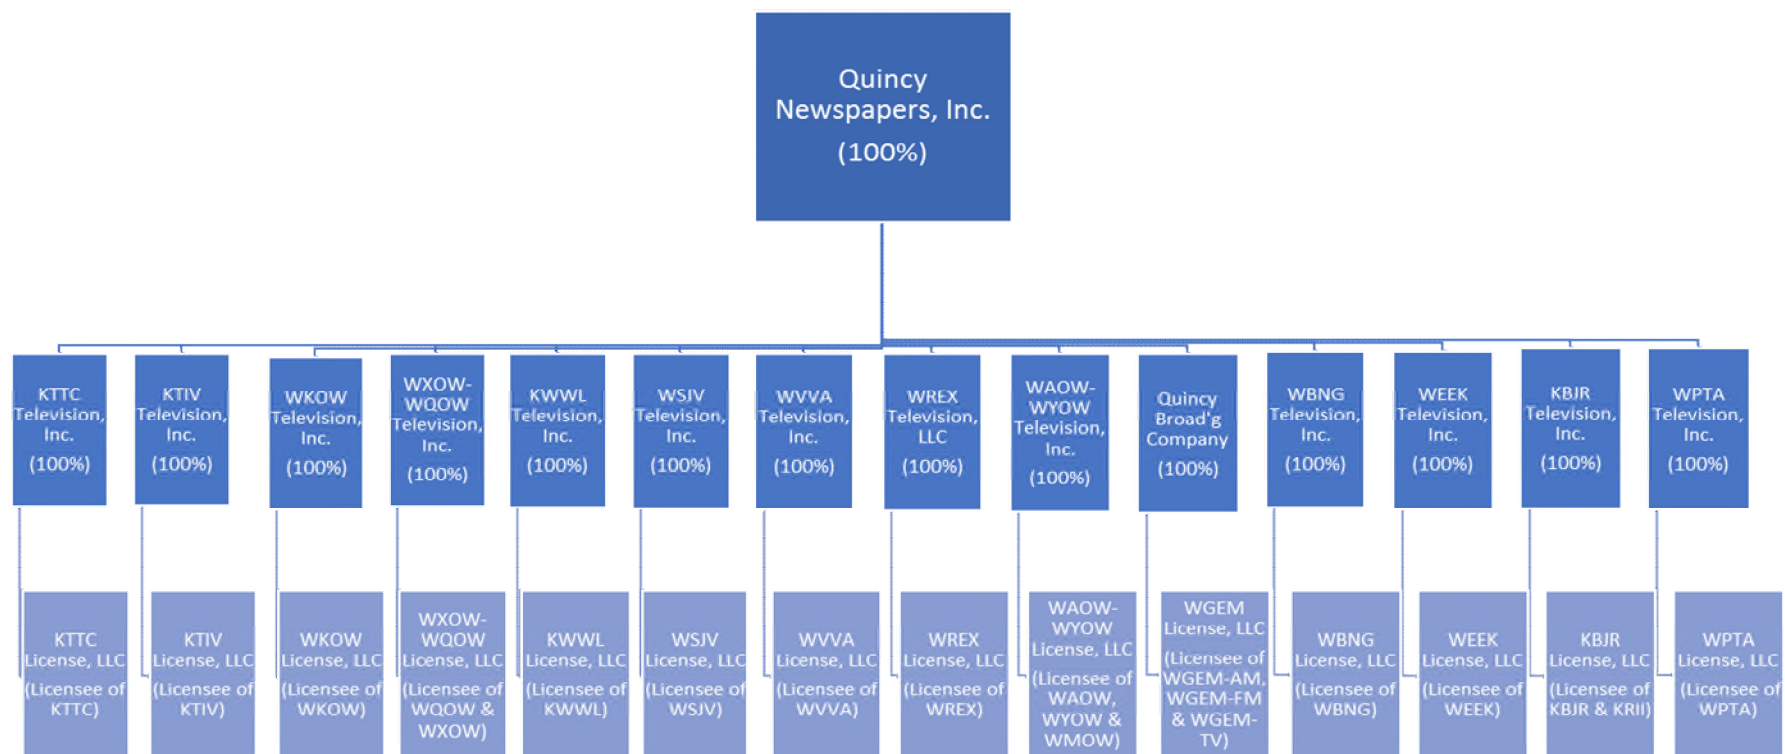 Quincy
Newspapers, Inc.
(100%)
KTTC
Television,
Inc.
(100%)
KTIV
Television,
Inc.
(100%)
WKOW
Television,
Inc.
(100%)
WXOW-
WQOW
Television,
Inc.
(100%)
KWWL
Television,
Inc.
(100%)
WSJV
Television,
Inc.
(100%)
WVVA
Television,
Inc.
(100%)
WREX
Television,
LLC
(100%)
WAOW-
WYOW
Television,
Inc.
(100%)
Quincy
Broad'g
Company
(100%)
WBNG
Television,
Inc.
(100%)
WEEK
Television,
Inc.
(100%)
KBJR
Television,
Inc.
(100%)
WPTA
Television,
Inc.
(100%)
KTTC
License, LLC
(Licensee of
KTTC)
KTIV
License, LLC
(Licensee of
KTIV)
WKOW
License, LLC
(Licensee of
WKOW)
WXOW-
WQOW
License, LLC
(Licensee of
WQOW &
WXOW)
KWWL
License, LLC
(Licensee of
KWWL)
WSJV
License, LLC
(Licensee of
WSJV)
WVVA
License, LLC
(Licensee of
WVVA)
WREX
License, LLC
(Licensee of
WREX)
WAOW-
WYOW
License, LLC
(Licensee of
WAOW,
WYOW &
WMOW)
WGEM
License, LLC
(Licensee of
WGEM-AM,
WGEM-FM
& WGEM-
TV)
WBNG
License, LLC
(Licensee of
WBNG)
WEEK
License, LLC
(Licensee of
WEEK)
KBJR
License, LLC
(Licensee of
KBJR & KRII)
WPTA
License, LLC
(Licensee of
WPTA)